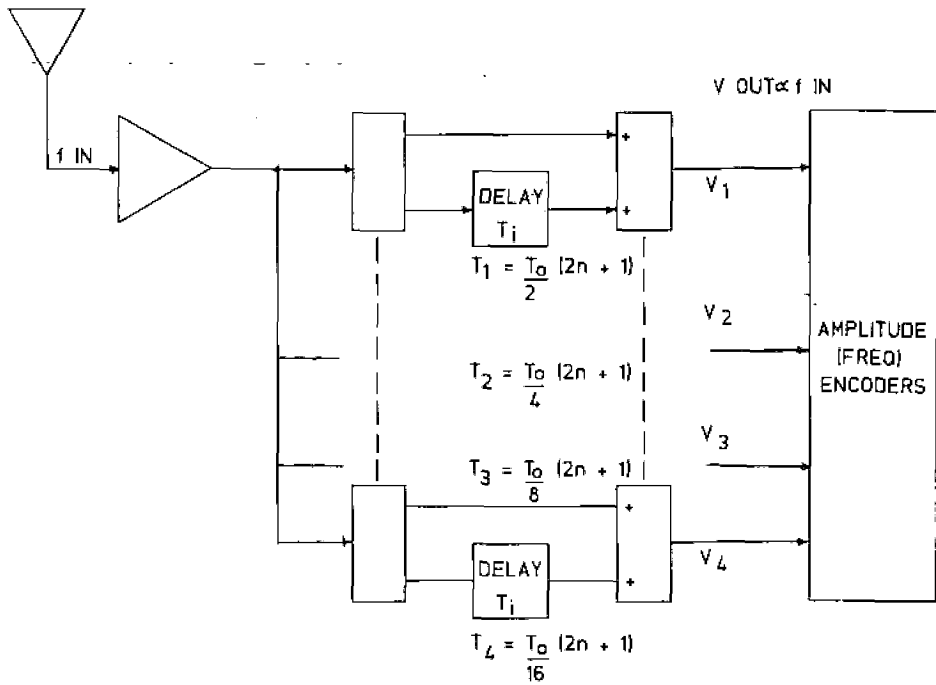 V OUT∝ f IN
f IN
DELAY
Ti
T1 = To/2 (2n + 1)
V1
V2
T2 = To/4 (2n + 1)
AMPLITUDE
(FREQ)
ENCODERS
V3
T3 = To/8 (2n + 1)
DELAY
Ti
V4
T4 = To/16 (2n + 1)
+
+
+
+